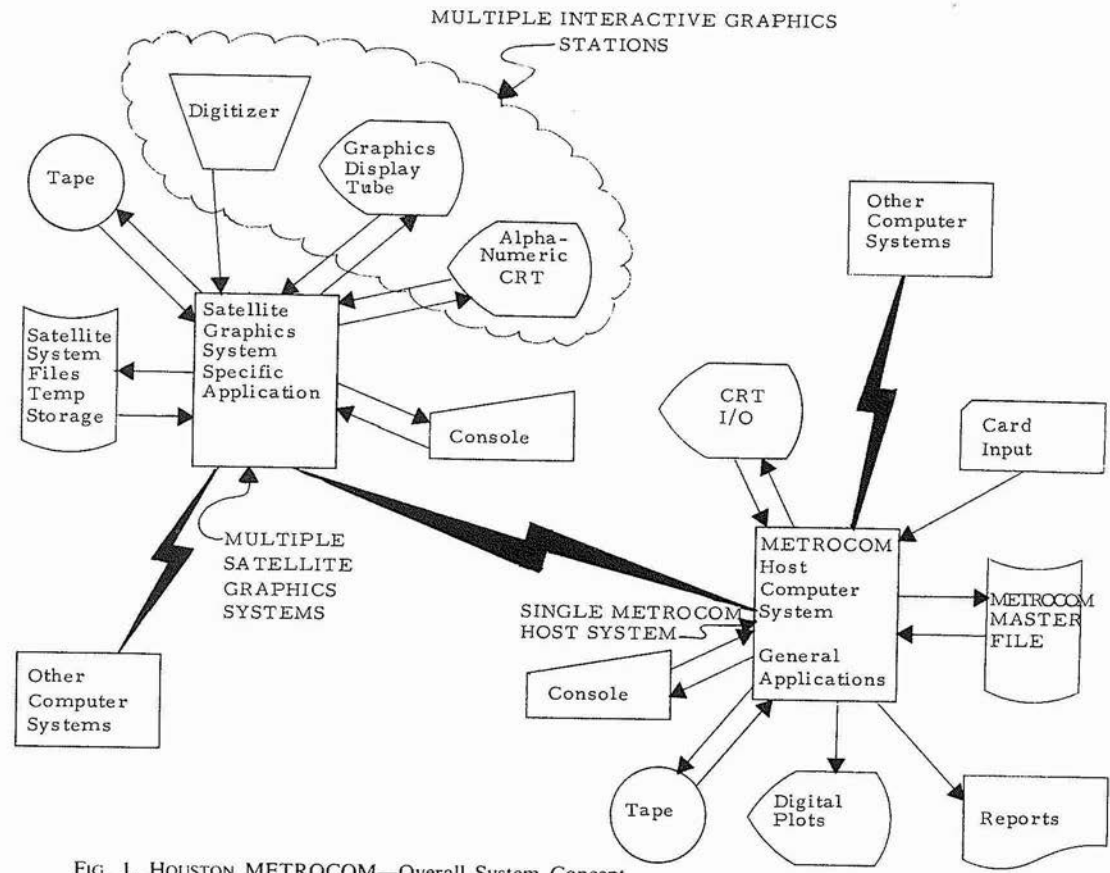 MULTIPLE INTERACTIVE GRAPHICS
STATIONS
Digitizer
Graphics
Display
Tube
Tape
Alpha-
Numeric
CRT
Other
Computer
Systems
Satellite
Graphics
System
Specific
Application
Satellite
System
Files
Temp
Storage
Console
CRT
I/O
Card
Input
MULTIPLE
SATELLITE
GRAPHICS
SYSTEMS
METROCOM
Host
Computer
System
General
Applications
SINGLE METROCOM
HOST SYSTEM
METROCOM
MASTER
FILE
Other
Computer
Systems
Console
Tape
Digital
Plots
Reports
FIG. 1. HOUSTON METROCOM—Overall System Concept